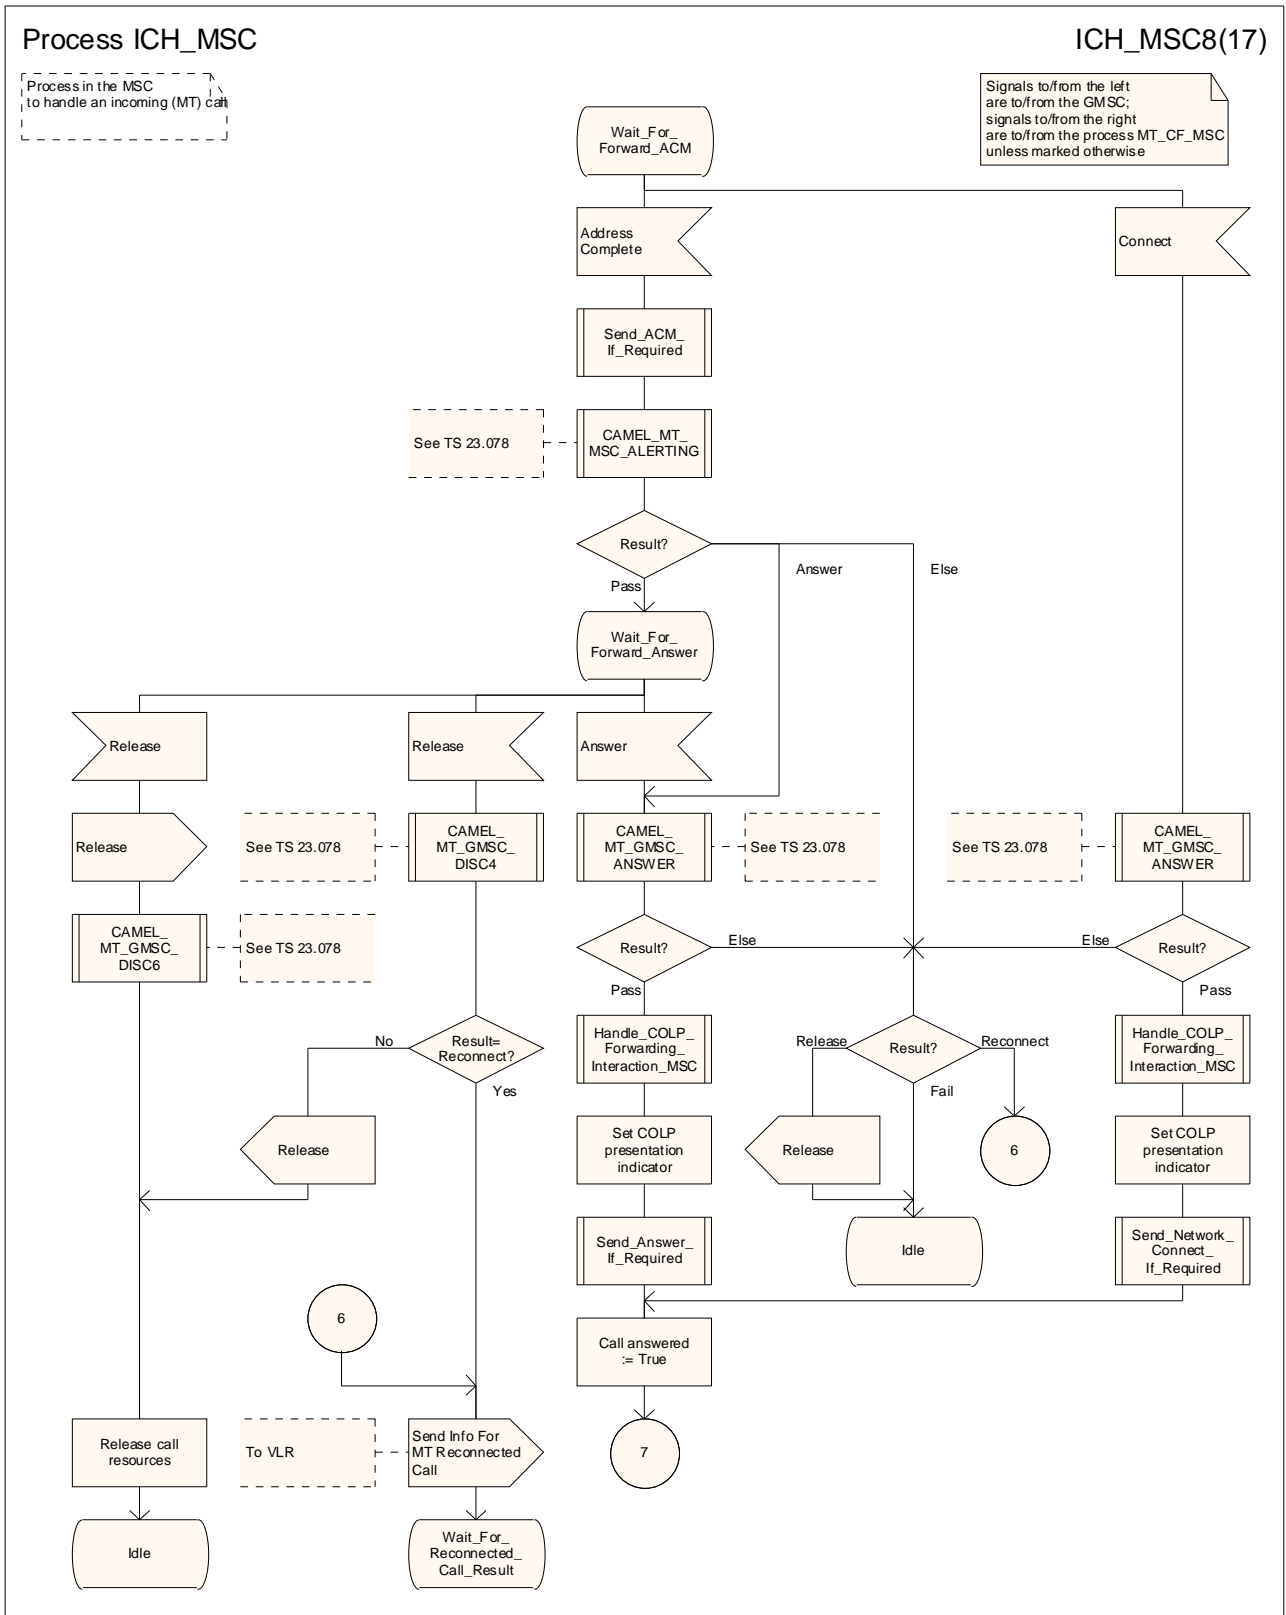 Process ICH_MSC
ICH_MSC8(17)
Process in the MSC
to handle an incoming (MT) call
Signals to/from the left
are to/from the GMSC;
signals to/from the right
are to/from the process MT_CF_MSC
unless marked otherwise
Wait_For_
Forward_ACM
Address
Complete
Connect
Send_ACM_
If_Required
See TS 23.078
CAMEL_MT_
MSC_ALERTING
Result?
Answer
Else
Pass
Wait_For_
Forward_Answer
Release
Release
Answer
Release
See TS 23.078
CAMEL_
MT_GMSC_
DISC4
CAMEL_
MT_GMSC_
ANSWER
See TS 23.078
See TS 23.078
CAMEL_
MT_GMSC_
ANSWER
CAMEL_
MT_GMSC_
DISC6
See TS 23.078
Result?
Else
Else
Result?
Pass
Pass
No
Result=
Reconnect?
Yes
Handle_COLP_
Forwarding_
Interaction_MSC
Release
Result?
Reconnect
Fail
Handle_COLP_
Forwarding_
Interaction_MSC
Release
Set COLP
presentation
indicator
Release
6
Set COLP
presentation
indicator
Send_Answer_
If_Required
Idle
Send_Network_
Connect_
If_Required
6
Call answered
:= True
Release call
resources
To VLR
Send Info For
MT Reconnected
Call
7
Idle
Wait_For_
Reconnected_
Call_Result